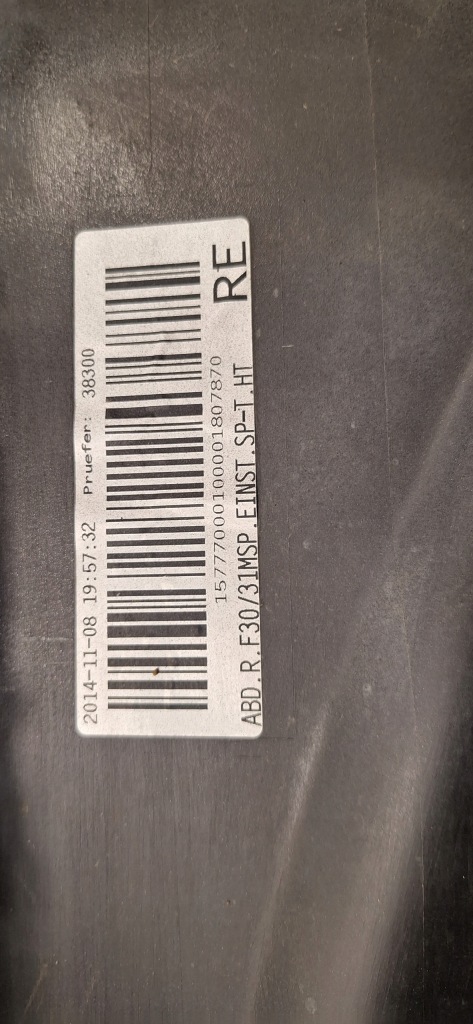 2014-11-08 19:57:32 Pruefer: 38300
15777000100001807870
RE
ABD.R.F30/31MSP.EINST.SP-T.HT